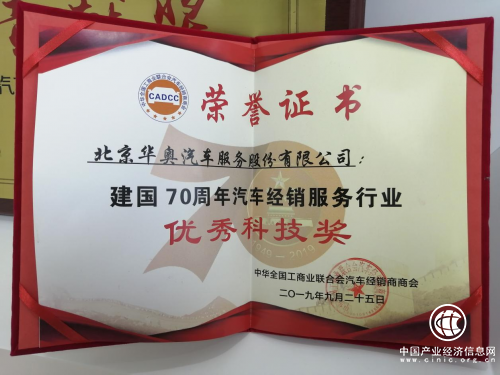 贡献
CADCC
荣誉证书
北京华奥汽车服务股份有限公司：
建国70周年汽车经销服务行业
优秀科技奖
1949-2019
中华全国工商业联合会汽车经销商商会
二〇一九年九月二十五日
中国产业经济信息网
www.cinic.org.cn